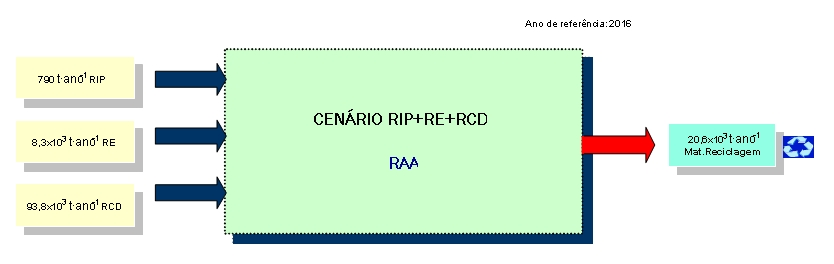 Ano de referência: 2016
790 t·ano⁻¹ RIP
8,3x10³ t·ano⁻¹ RE
93,8x10³ t·ano⁻¹ RCD
CENÁRIO RIP+RE+RCD
RAA
20,6x10³ t·ano⁻¹
Mat.Reciclagem